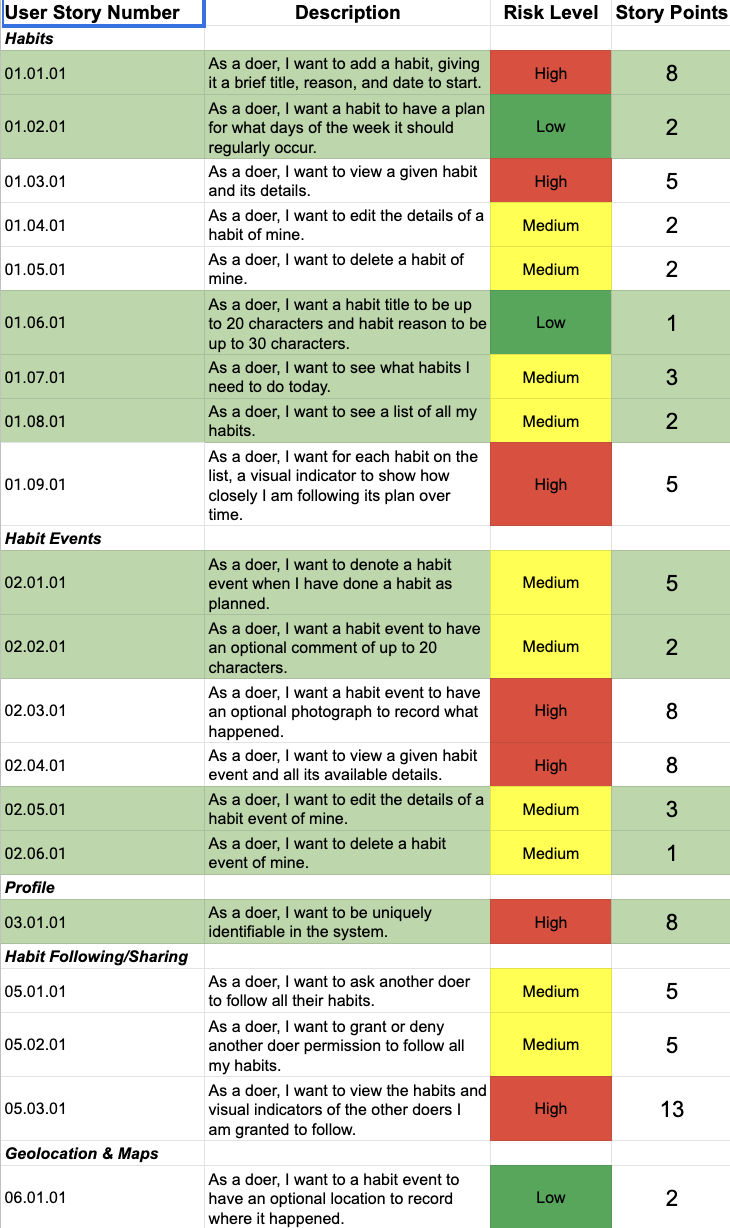 User Story Number Description Risk Level Story Points
Habits
01.01.01 As a doer, I want to add a habit, giving it a brief title, reason, and date to start. High 8
01.02.01 As a doer, I want a habit to have a plan for what days of the week it should regularly occur. Low 2
01.03.01 As a doer, I want to view a given habit and its details. High 5
01.04.01 As a doer, I want to edit the details of a habit of mine. Medium 2
01.05.01 As a doer, I want to delete a habit of mine. Medium 2
01.06.01 As a doer, I want a habit title to be up to 20 characters and habit reason to be up to 30 characters. Low 1
01.07.01 As a doer, I want to see what habits I need to do today. Medium 3
01.08.01 As a doer, I want to see a list of all my habits. Medium 2
01.09.01 As a doer, I want for each habit on the list, a visual indicator to show how closely I am following its plan over time. High 5
Habit Events
02.01.01 As a doer, I want to denote a habit event when I have done a habit as planned. Medium 5
02.02.01 As a doer, I want a habit event to have an optional comment of up to 20 characters. Medium 2
02.03.01 As a doer, I want a habit event to have an optional photograph to record what happened. High 8
02.04.01 As a doer, I want to view a given habit event and all its available details. High 8
02.05.01 As a doer, I want to edit the details of a habit event of mine. Medium 3
02.06.01 As a doer, I want to delete a habit event of mine. Medium 1
Profile
03.01.01 As a doer, I want to be uniquely identifiable in the system. High 8
Habit Following/Sharing
05.01.01 As a doer, I want to ask another doer to follow all their habits. Medium 5
05.02.01 As a doer, I want to grant or deny another doer permission to follow all my habits. Medium 5
05.03.01 As a doer, I want to view the habits and visual indicators of the other doers I am granted to follow. High 13
Geolocation & Maps
06.01.01 As a doer, I want to a habit event to have an optional location to record where it happened. Low 2